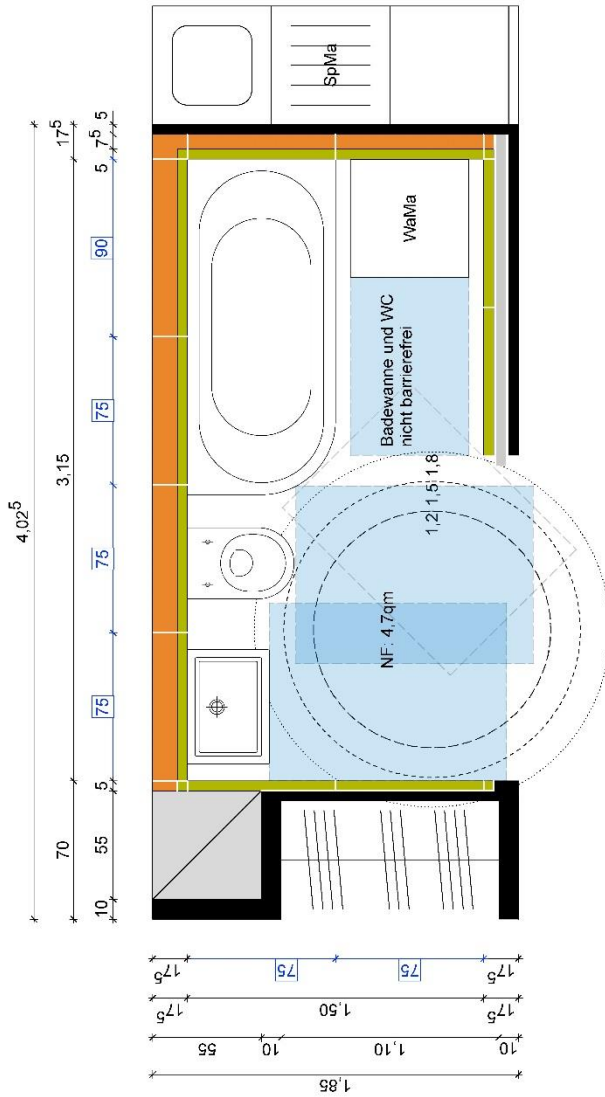 4,02⁵
70 3,15 17⁵
10 55 5 75 75 75 90 5 7⁵ 5
1,85
55 10 1,10 10
17⁵ 1,50 17⁵
17⁵ 75 75 17⁵
SpMa
NF: 4,7qm
Badewanne und WC
nicht barrierefrei
WaMa
1,2 1,5 1,8